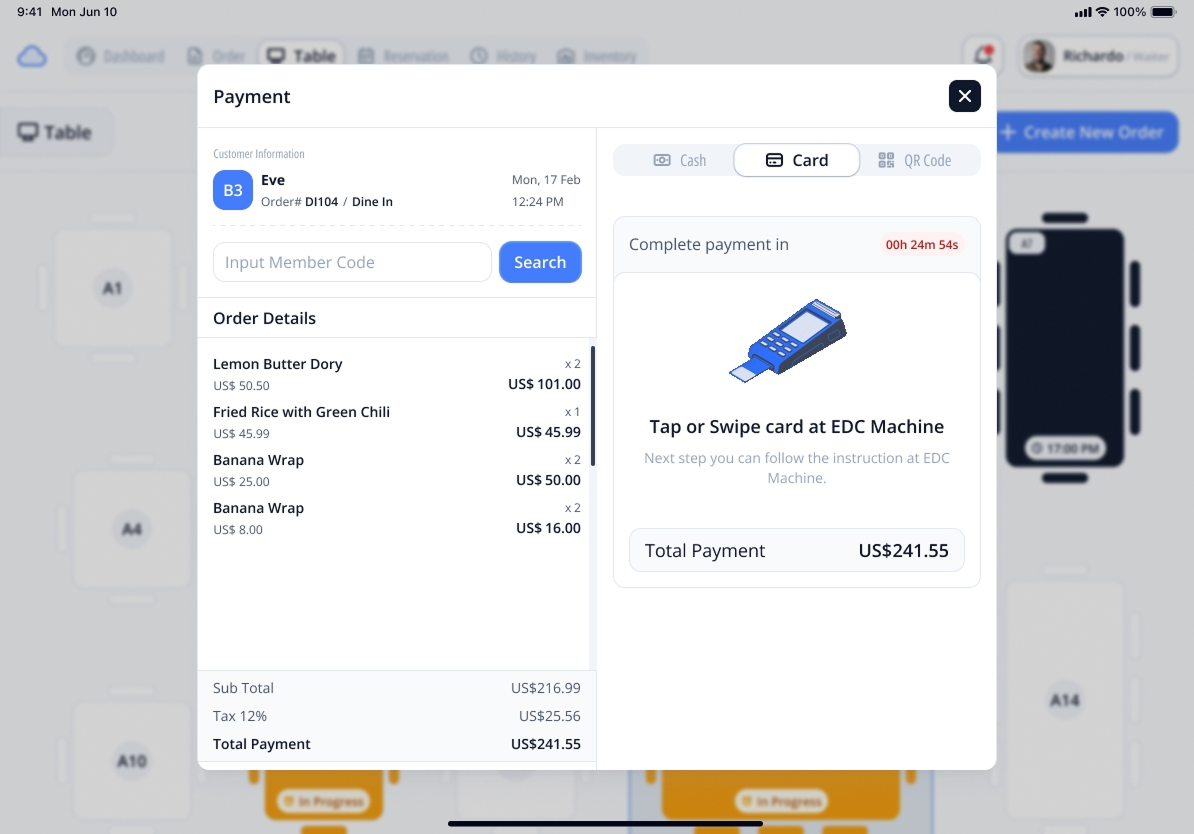 9:41 Mon Jun 10
100%
Dashboard
Order
Table
Reservation
History
Inventory
Richardo / Waiter
Table
+ Create New Order
Payment
Customer Information
B3
Eve
Order# DI104 / Dine In
Mon, 17 Feb
12:24 PM
Input Member Code
Search
Order Details
Lemon Butter Dory
x 2
US$ 50.50
US$ 101.00
Fried Rice with Green Chili
x 1
US$ 45.99
US$ 45.99
Banana Wrap
x 2
US$ 25.00
US$ 50.00
Banana Wrap
x 2
US$ 8.00
US$ 16.00
Sub Total
US$216.99
Tax 12%
US$25.56
Total Payment
US$241.55
Cash
Card
QR Code
Complete payment in
00h 24m 54s
Tap or Swipe card at EDC Machine
Next step you can follow the instruction at EDC
Machine.
Total Payment
US$241.55
A1
A4
A10
A7
17:00 PM
A14
In Progress
In Progress